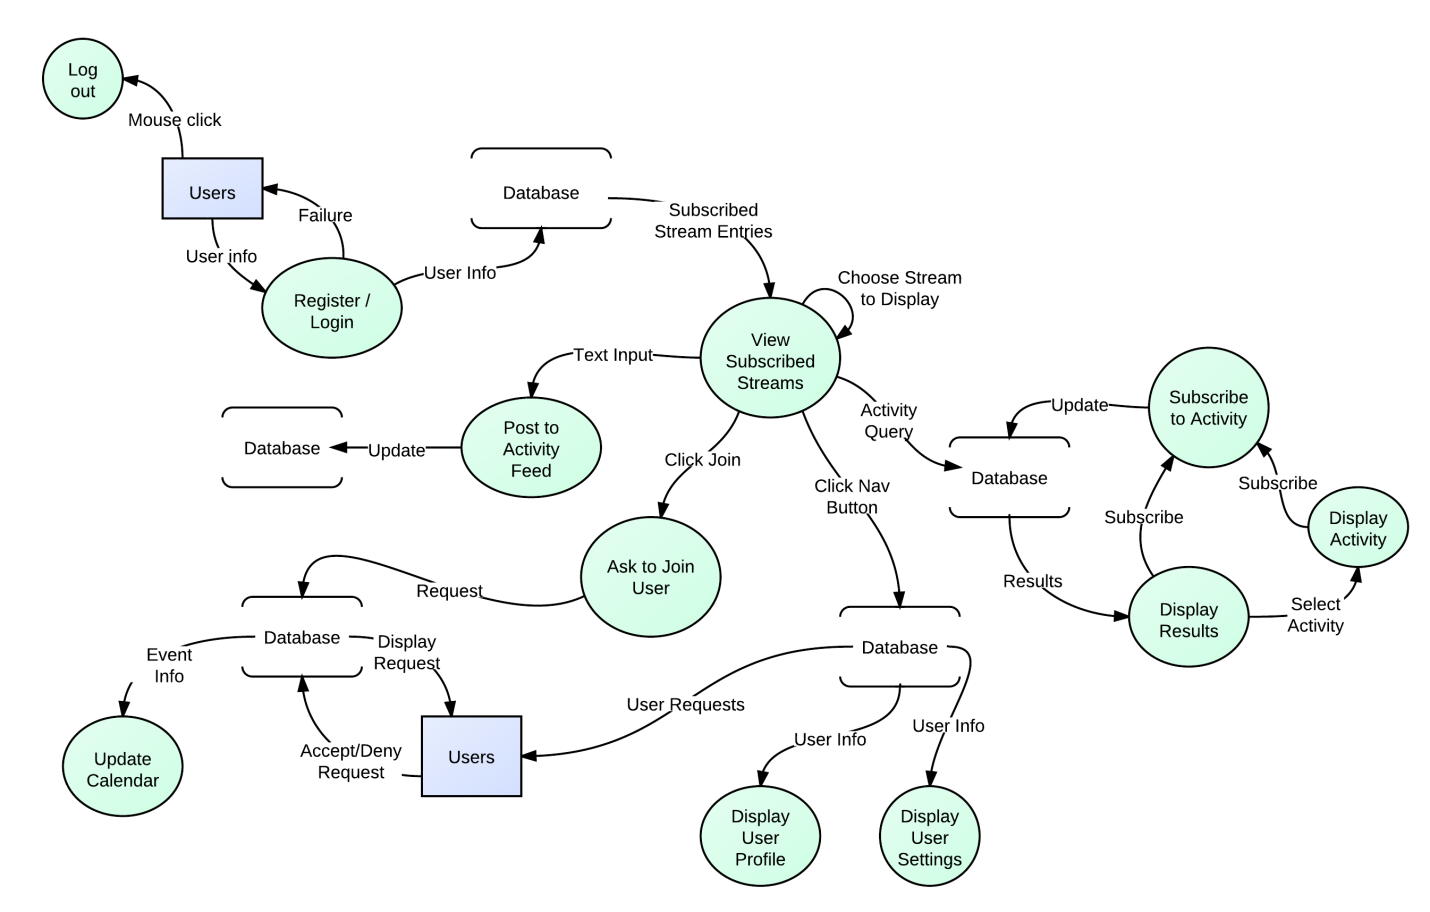 Log
out
Mouse click
Users
Failure
User info
Register /
Login
User Info
Database
Subscribed
Stream Entries
Choose Stream
to Display
View
Subscribed
Streams
Text Input
Post to
Activity
Feed
Update
Database
Activity
Query
Click Join
Click Nav
Button
Update
Subscribe
to Activity
Database
Subscribe
Subscribe
Display
Activity
Results
Display
Results
Select
Activity
Ask to Join
User
Request
Database
Display
Request
Event
Info
Update
Calendar
Accept/Deny
Request
Users
User Requests
Database
User Info
User Info
Display
User
Profile
Display
User
Settings